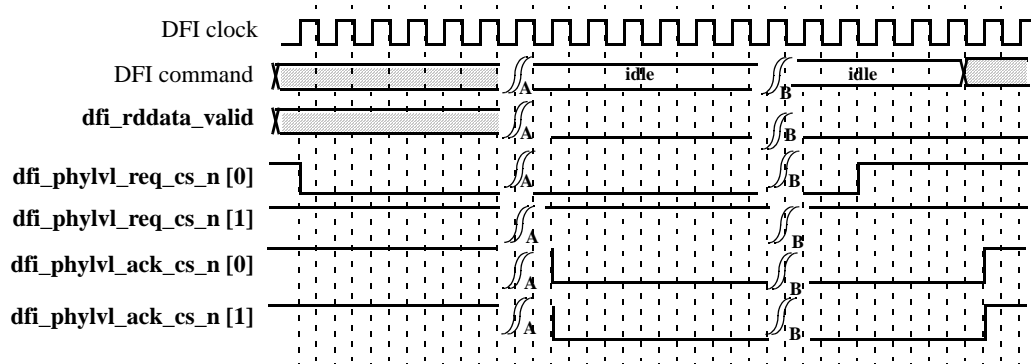 DFI clock
DFI command
idle
idle
A
B
dfi_rddata_valid
A
B
dfi_phylvl_req_cs_n [0]
A
B
dfi_phylvl_req_cs_n [1]
A
B
dfi_phylvl_ack_cs_n [0]
A
B
dfi_phylvl_ack_cs_n [1]
A
B